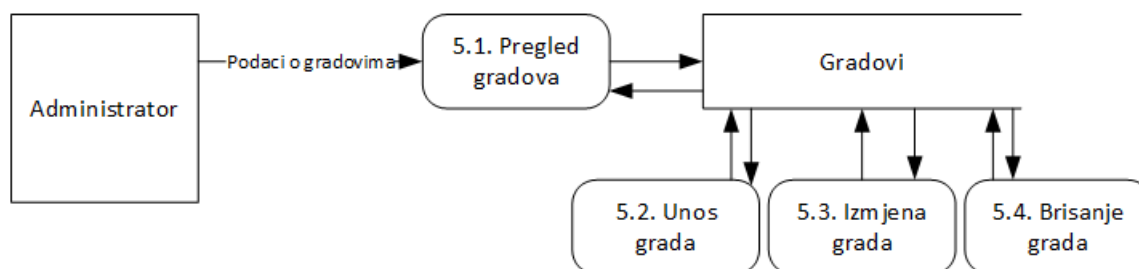 Administrator
Podaci o gradovima
5.1. Pregled
gradova
Gradovi
5.2. Unos
grada
5.3. Izmjena
grada
5.4. Brisanje
grada